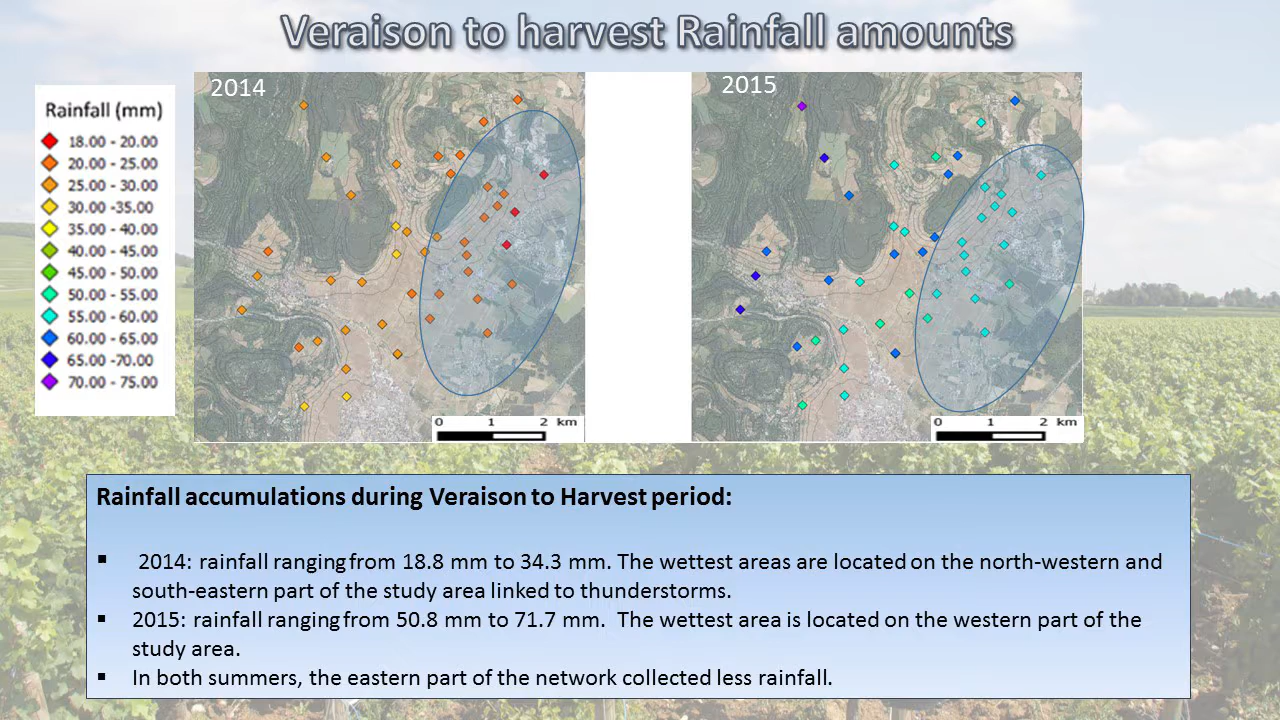 Veraison to harvest Rainfall amounts
2014
2015
Rainfall (mm)
18.00 - 20.00
20.00 - 25.00
25.00 - 30.00
30.00 -35.00
35.00 - 40.00
40.00 - 45.00
45.00 - 50.00
50.00 - 55.00
55.00 - 60.00
60.00 - 65.00
65.00 -70.00
70.00 - 75.00
0 1 2 km
0 1 2 km
Rainfall accumulations during Veraison to Harvest period:
▪ 2014: rainfall ranging from 18.8 mm to 34.3 mm. The wettest areas are located on the north-western and
south-eastern part of the study area linked to thunderstorms.
▪ 2015: rainfall ranging from 50.8 mm to 71.7 mm. The wettest area is located on the western part of the
study area.
▪ In both summers, the eastern part of the network collected less rainfall.